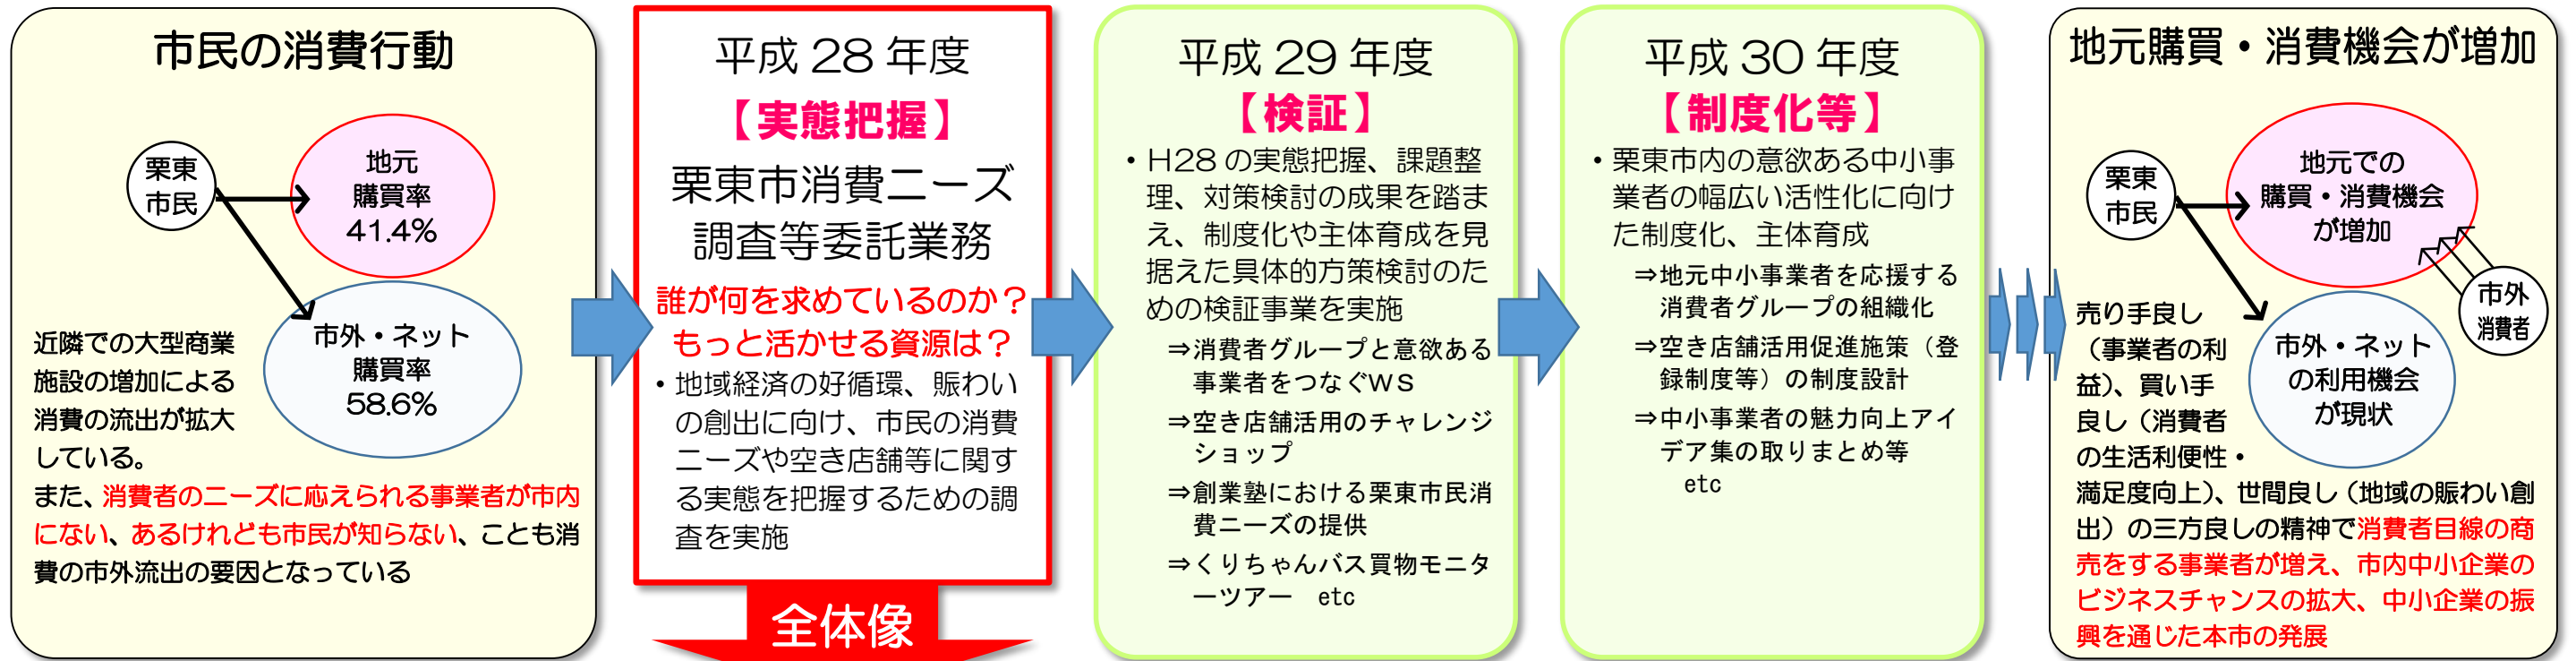 市民の消費行動
栗東
市民
地元
購買率
41.4%
市外・ネット
購買率
58.6%
近隣での大型商業
施設の増加による
消費の流出が拡大
している。
また、消費者のニーズに応えられる事業者が市内
にない、あるけれども市民が知らない、ことも消
費の市外流出の要因となっている
平成 28 年度
【実態把握】
栗東市消費ニーズ
調査等委託業務
誰が何を求めているのか？
もっと活かせる資源は？
・地域経済の好循環、賑わい
の創出に向け、市民の消費
ニーズや空き店舗等に関す
る実態を把握するための調
査を実施
全体像
平成 29 年度
【検証】
・H28 の実態把握、課題整
理、対策検討の成果を踏ま
え、制度化や主体育成を見
据えた具体的方策検討のた
めの検証事業を実施
⇒消費者グループと意欲ある
事業者をつなぐＷＳ
⇒空き店舗活用のチャレンジ
ショップ
⇒創業塾における栗東市民消
費ニーズの提供
⇒くりちゃんバス買物モニタ
ーツアー　etc
平成 30 年度
【制度化等】
・栗東市内の意欲ある中小事
業者の幅広い活性化に向け
た制度化、主体育成
⇒地元中小事業者を応援する
消費者グループの組織化
⇒空き店舗活用促進施策（登
録制度等）の制度設計
⇒中小事業者の魅力向上アイ
デア集の取りまとめ等
etc
地元購買・消費機会が増加
栗東
市民
地元での
購買・消費機会
が増加
市外
消費者
市外・ネット
の利用機会
が現状
売り手良し
（事業者の利
益）、買い手
良し（消費者
の生活利便性・
満足度向上）、世間良し（地域の賑わい創
出）の三方良しの精神で消費者目線の商
売をする事業者が増え、市内中小企業の
ビジネスチャンスの拡大、中小企業の振
興を通じた本市の発展